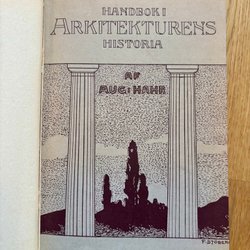 HANDBOK I
ARKITEKTURENS
HISTORIA
AF
AUG: HAHR